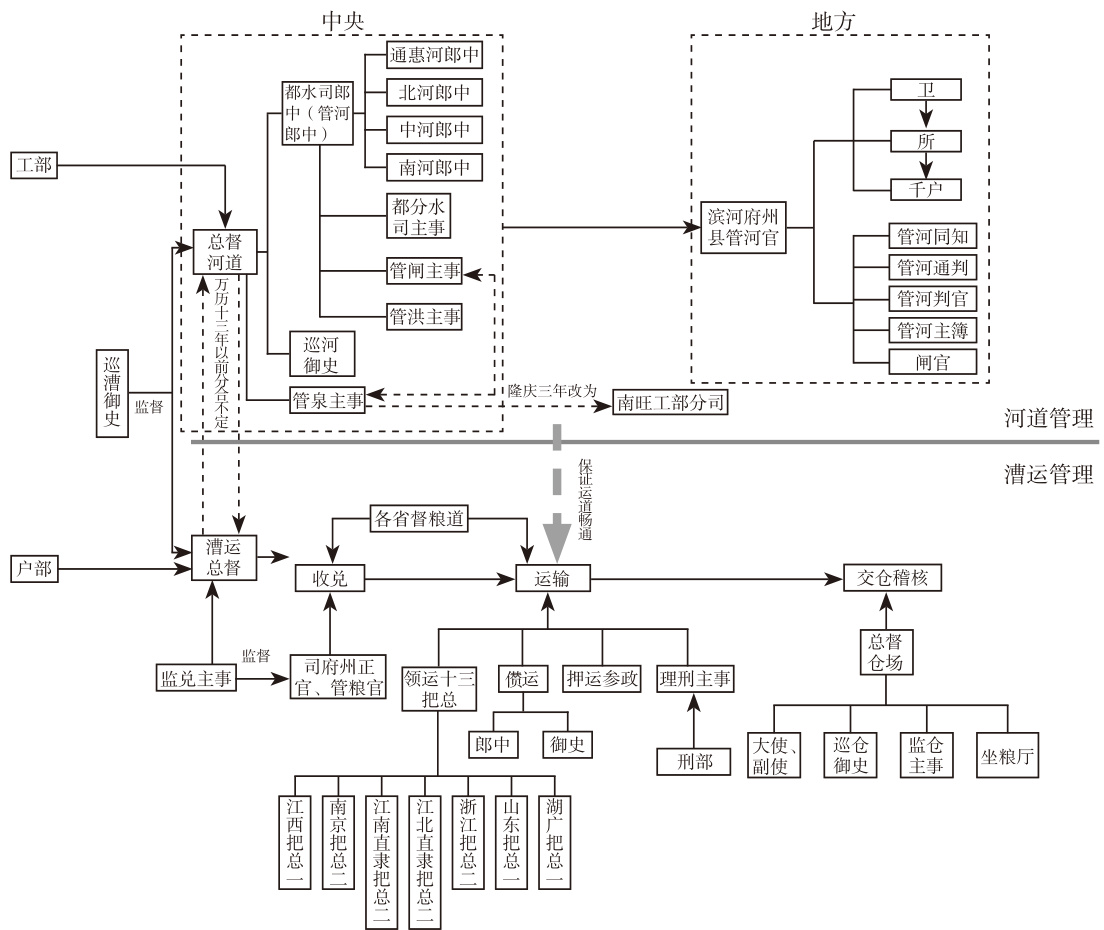 中央
地方
通惠河郎中
都水司郎
中（管河
郎中）
北河郎中
中河郎中
南河郎中
卫
所
千户
工部
都分水
司主事
滨河府州
县管河官
总督
河道
管河同知
管闸主事
管河通判
万历十三年以前分合不定
管河判官
管洪主事
管河主簿
巡河
御史
闸官
巡漕御史
监督
管泉主事
隆庆三年改为
南旺工部分司
河道管理
漕运管理
保证运道畅通
各省督粮道
漕运
总督
户部
收兑
运输
交仓稽核
监兑主事
监督
司府州正
官、管粮官
领运十三
把总
儹运
押运参政
理刑主事
总督
仓场
郎中
御史
刑部
大使、
副使
巡仓
御史
监仓
主事
坐粮厅
江西把总一
南京把总二
江南直隶把总二
江北直隶把总二
浙江把总二
山东把总一
湖广把总一